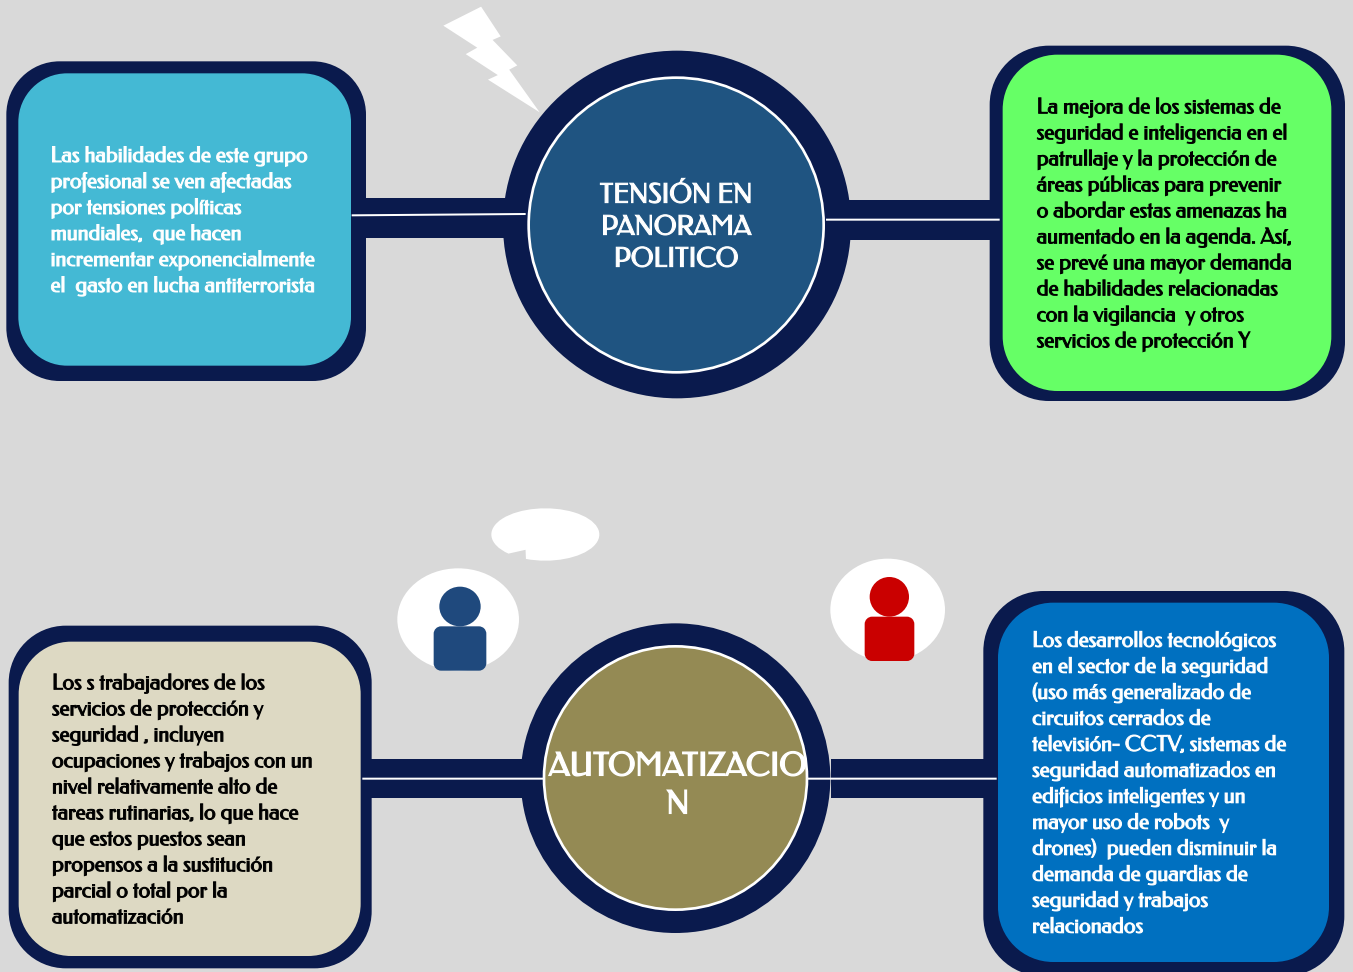 Las habilidades de este grupo
profesional se ven afectadas
por tensiones políticas
mundiales,  que hacen
incrementar exponencialmente
el  gasto en lucha antiterrorista
TENSIÓN EN
PANORAMA
POLITICO
La mejora de los sistemas de
seguridad e inteligencia en el
patrullaje y la protección de
áreas públicas para prevenir
o abordar estas amenazas ha
aumentado en la agenda. Así,
se prevé una mayor demanda
de habilidades relacionadas
con la vigilancia  y otros
servicios de protección Y
Los s trabajadores de los
servicios de protección y
seguridad , incluyen
ocupaciones y trabajos con un
nivel relativamente alto de
tareas rutinarias, lo que hace
que estos puestos sean
propensos a la sustitución
parcial o total por la
automatización
AUTOMATIZACIO
N
Los desarrollos tecnológicos
en el sector de la seguridad
(uso más generalizado de
circuitos cerrados de
televisión- CCTV, sistemas de
seguridad automatizados en
edificios inteligentes y un
mayor uso de robots  y
drones)  pueden disminuir la
demanda de guardias de
seguridad y trabajos
relacionados